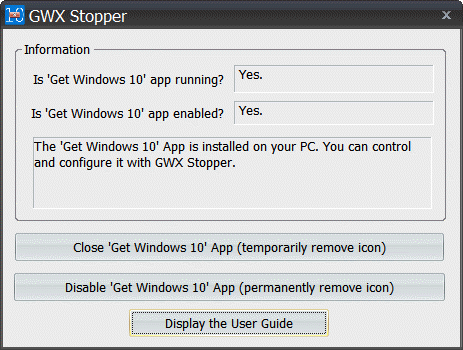 GWX Stopper
Information
Is 'Get Windows 10' app running? Yes.
Is 'Get Windows 10' app enabled? Yes.
The 'Get Windows 10' App is installed on your PC. You can control
and configure it with GWX Stopper.
Close 'Get Windows 10' App (temporarily remove icon)
Disable 'Get Windows 10' App (permanently remove icon)
Display the User Guide